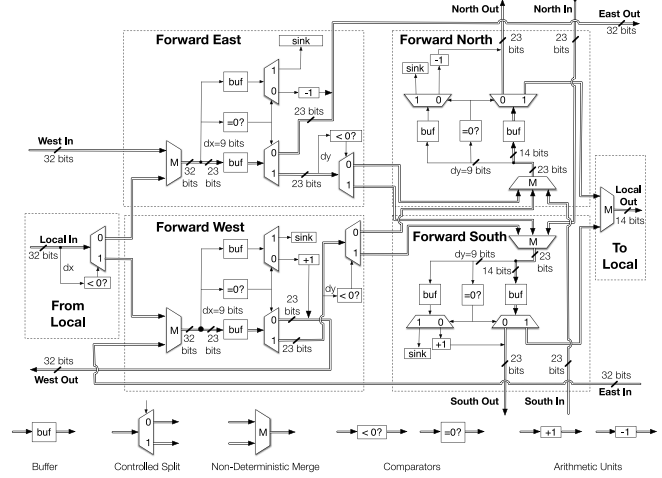 North Out North In
East Out
32 bits
23 bits
23 bits
Forward East
sink
1
0
buf
-1
=0?
23 bits
< 0?
dx=9 bits
dy
West In
32 bits
M
32 bits
23 bits
buf
0
1
23 bits
0
1
Forward North
sink
-1
1 0
0 1
buf
=0?
buf
14 bits
dy=9 bits
23 bits
M
Local Out
14 bits
M
To Local
Local In
32 bits
dx
0
1
< 0?
From Local
Forward West
sink
1
0
buf
+1
=0?
dx=9 bits
23 bits
dy
< 0?
0
1
M
32 bits
23 bits
buf
0
1
23 bits
32 bits
West Out
Forward South
M
dy=9 bits
14 bits
23 bits
buf
=0?
buf
1 0
0 1
sink
+1
23 bits
23 bits
32 bits
East In
South Out South In
buf
0
1
M
< 0?
=0?
+1
-1
Buffer
Controlled Split
Non-Deterministic Merge
Comparators
Arithmetic Units